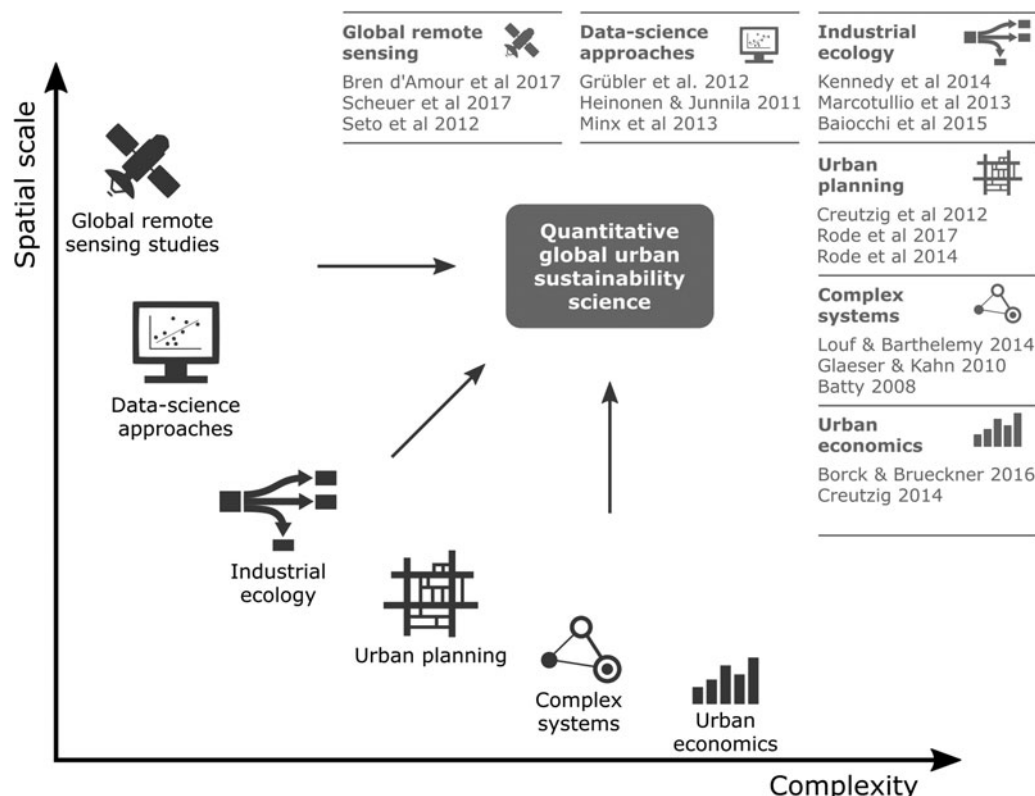 Global remote
sensing
Bren d'Amour et al 2017
Scheuer et al 2017
Seto et al 2012
Data-science
approaches
Grübler et al. 2012
Heinonen & Junnila 2011
Minx et al 2013
Industrial
ecology
Kennedy et al 2014
Marcotullio et al 2013
Baiocchi et al 2015
Urban
planning
Creutzig et al 2012
Rode et al 2017
Rode et al 2014
Complex
systems
Louf & Barthelemy 2014
Glaeser & Kahn 2010
Batty 2008
Urban
economics
Borck & Brueckner 2016
Creutzig 2014
Spatial scale
Global remote
sensing studies
Quantitative
global urban
sustainability
science
Data-science
approaches
Industrial
ecology
Urban planning
Complex
systems
Urban
economics
Complexity